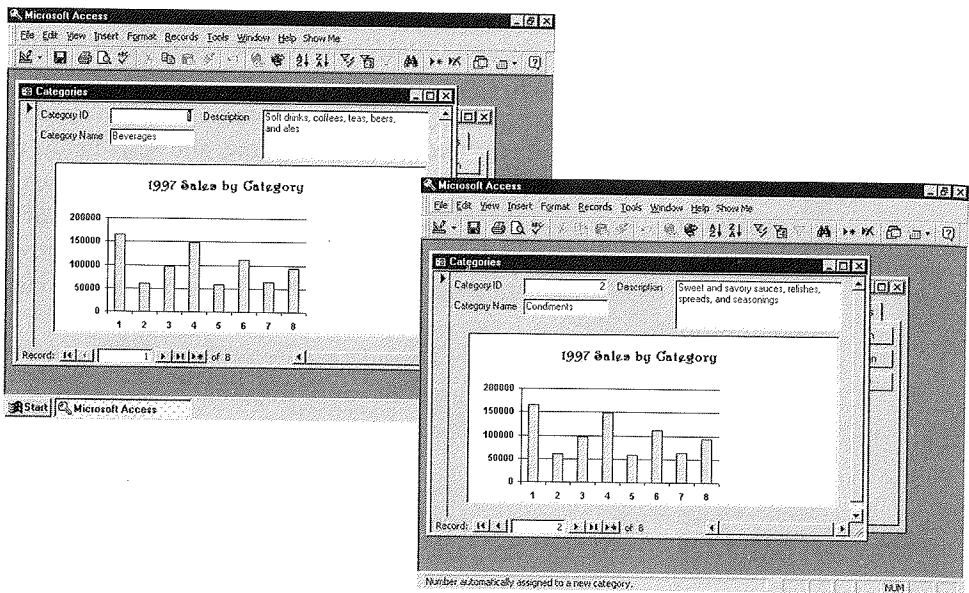 Microsoft Access
File Edit View Insert Format Records Tools Window Help Show Me
Categories
Category ID 1 Description Soft drinks, coffees, teas, beers, and ales
Category Name Beverages
1997 Sales by Category
200000
150000
100000
50000
0
1 2 3 4 5 6 7 8
Record: 1 of 8
Start Microsoft Access
Microsoft Access
File Edit View Insert Format Records Tools Window Help Show Me
Categories
Category ID 2 Description Sweet and savory sauces, relishes, spreads, and seasonings
Category Name Condiments
1997 Sales by Category
200000
150000
100000
50000
0
1 2 3 4 5 6 7 8
Record: 2 of 8
Number automatically assigned to a new category.
NUM